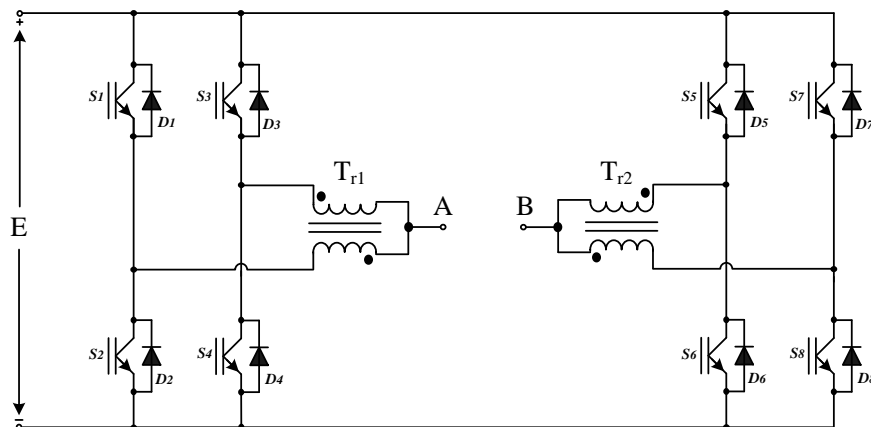 +
S1
D1
S3
D3
S5
D5
S7
D7
Tr1
Tr2
A
B
E
S2
D2
S4
D4
S6
D6
S8
D8
−